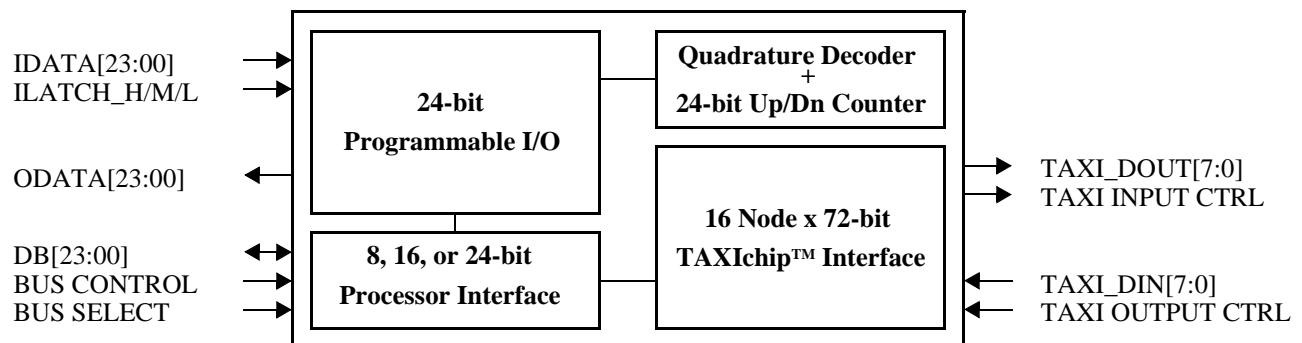 IDATA[23:00]
ILATCH_H/M/L
ODATA[23:00]
DB[23:00]
BUS CONTROL
BUS SELECT
24-bit
Programmable I/O
8, 16, or 24-bit
Processor Interface
Quadrature Decoder
+
24-bit Up/Dn Counter
16 Node x 72-bit
TAXIchip™ Interface
TAXI_DOUT[7:0]
TAXI INPUT CTRL
TAXI_DIN[7:0]
TAXI OUTPUT CTRL